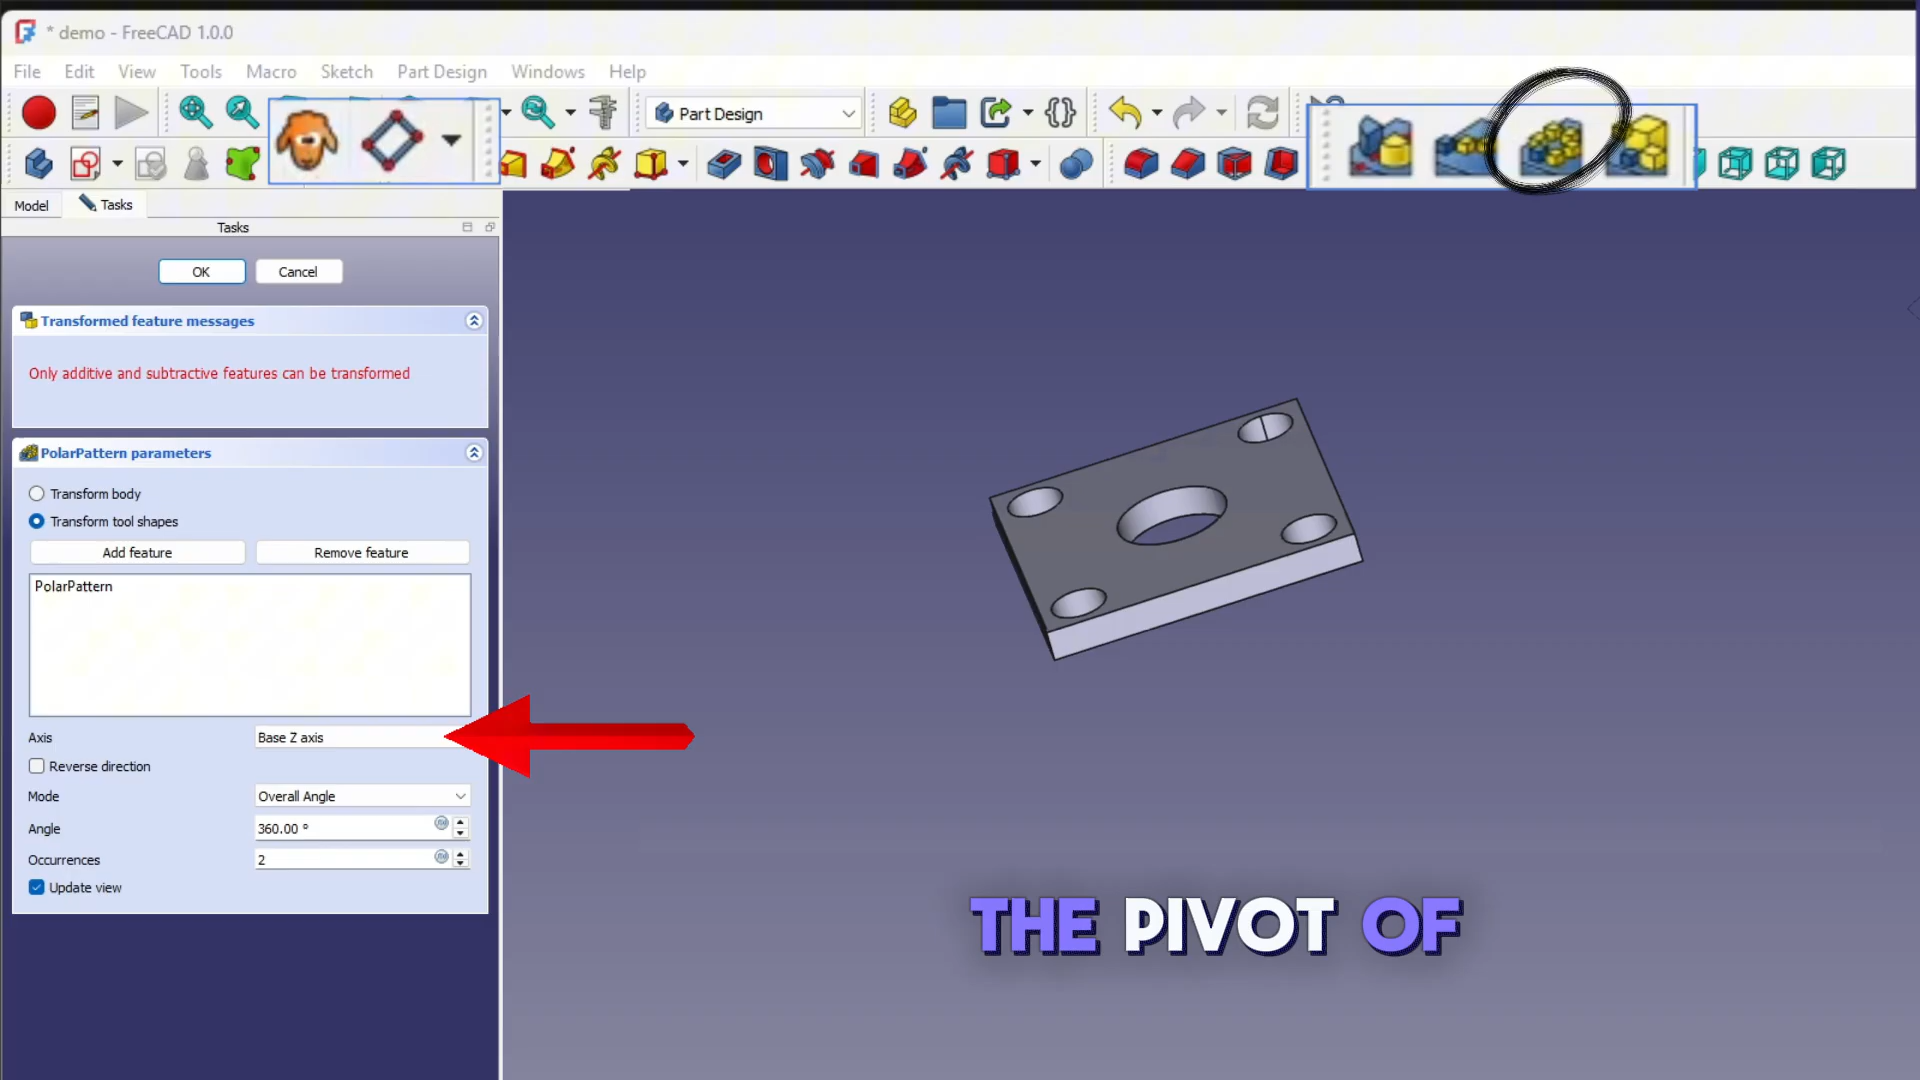 * demo - FreeCAD 1.0.0
File Edit View Tools Macro Sketch Part Design Windows Help
Part Design
Model Tasks
Tasks
OK Cancel
Transformed feature messages
Only additive and subtractive features can be transformed
PolarPattern parameters
Transform body
Transform tool shapes
Add feature Remove feature
PolarPattern
Axis Base Z axis
Reverse direction
Mode Overall Angle
Angle 360.00 °
Occurrences 2
Update view
THE PIVOT OF